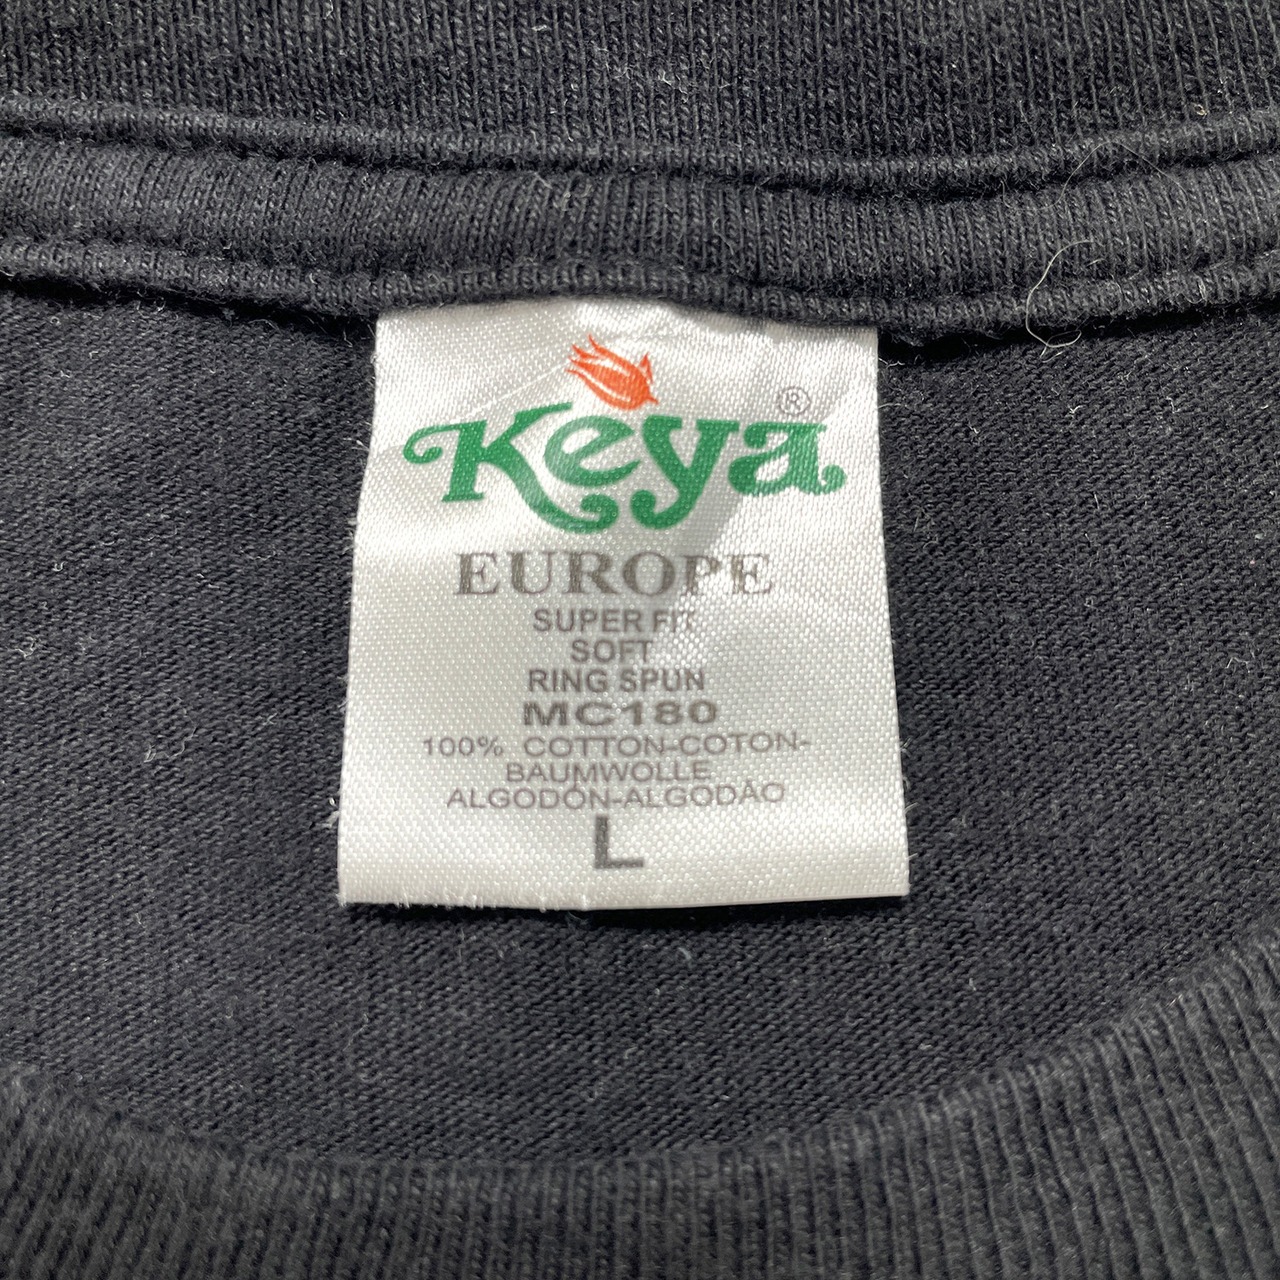 Keya®
EUROPE
SUPER FIT
SOFT
RING SPUN
MC180
100% COTTON-COTON-
BAUMWOLLE
ALGODÓN-ALGODÃO
L